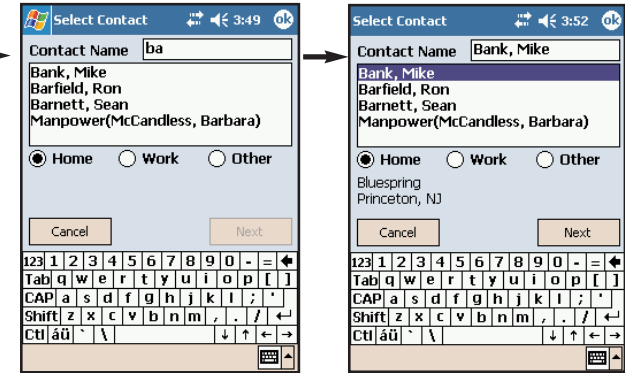 Select Contact 3:49 ok
Contact Name ba
Bank, Mike
Barfield, Ron
Barnett, Sean
Manpower(McCandless, Barbara)
Home Work Other
Cancel Next
123 1 2 3 4 5 6 7 8 9 0 - =
Tab q w e r t y u i o p [ ]
CAP a s d f g h j k l ; '
Shift z x c v b n m , . /
Ctl áü ` \
Select Contact 3:52 ok
Contact Name Bank, Mike
Bank, Mike
Barfield, Ron
Barnett, Sean
Manpower(McCandless, Barbara)
Home Work Other
Bluespring
Princeton, NJ
Cancel Next
123 1 2 3 4 5 6 7 8 9 0 - =
Tab q w e r t y u i o p [ ]
CAP a s d f g h j k l ; '
Shift z x c v b n m , . /
Ctl áü ` \